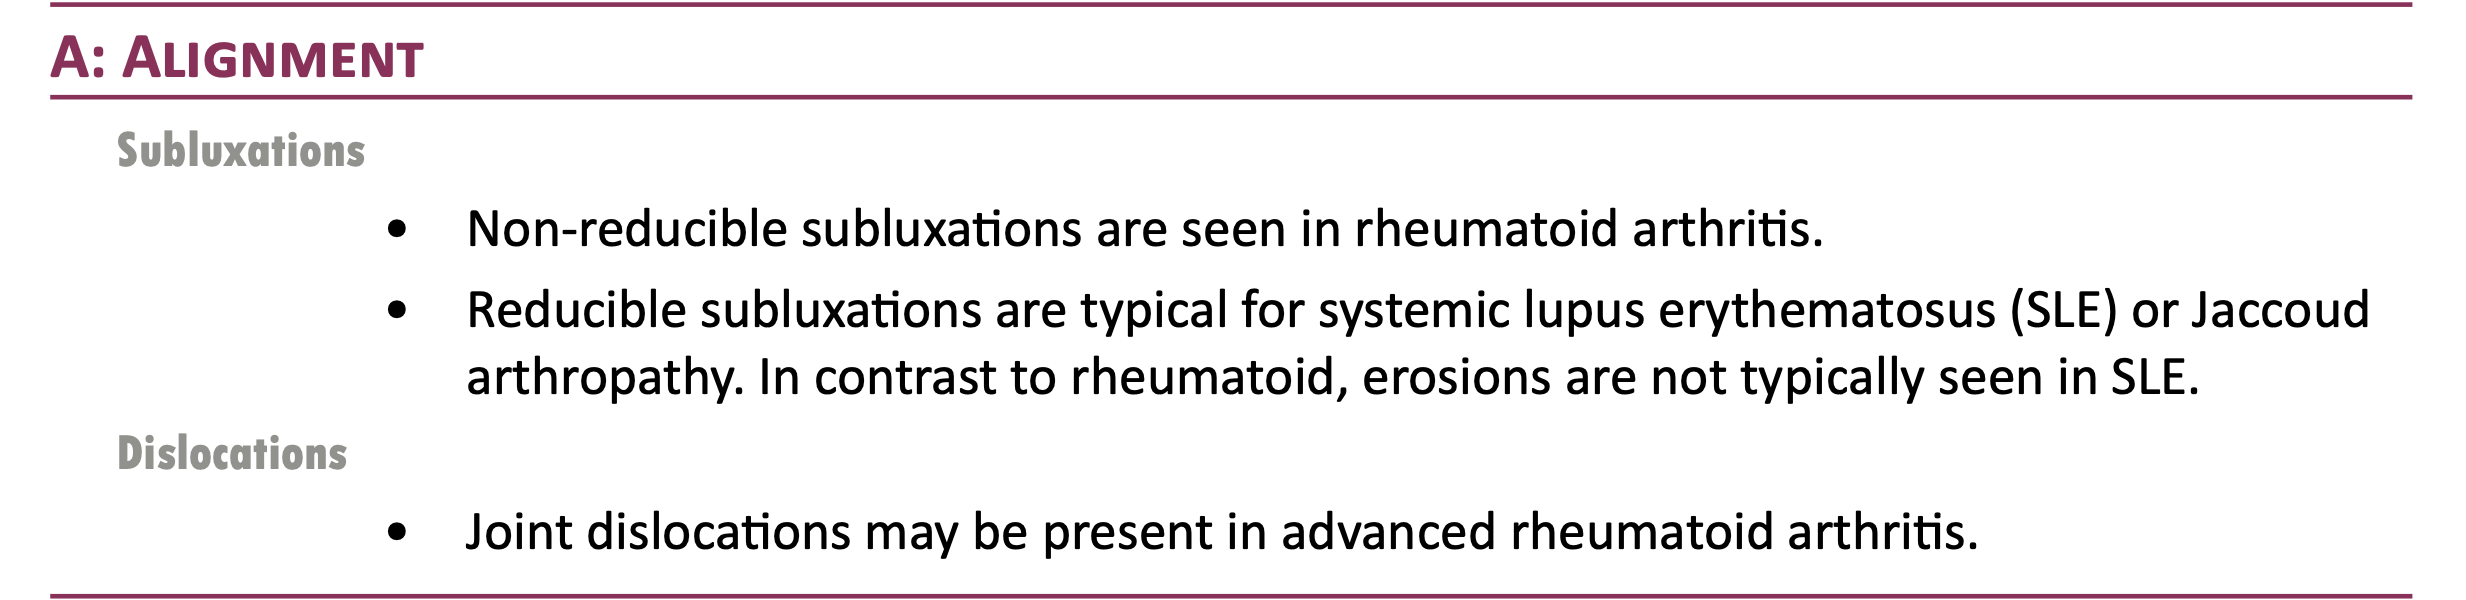 A: ALIGNMENT
Subluxations
• Non-reducible subluxations are seen in rheumatoid arthritis.
• Reducible subluxations are typical for systemic lupus erythematosus (SLE) or Jaccoud
arthropathy. In contrast to rheumatoid, erosions are not typically seen in SLE.
Dislocations
• Joint dislocations may be present in advanced rheumatoid arthritis.